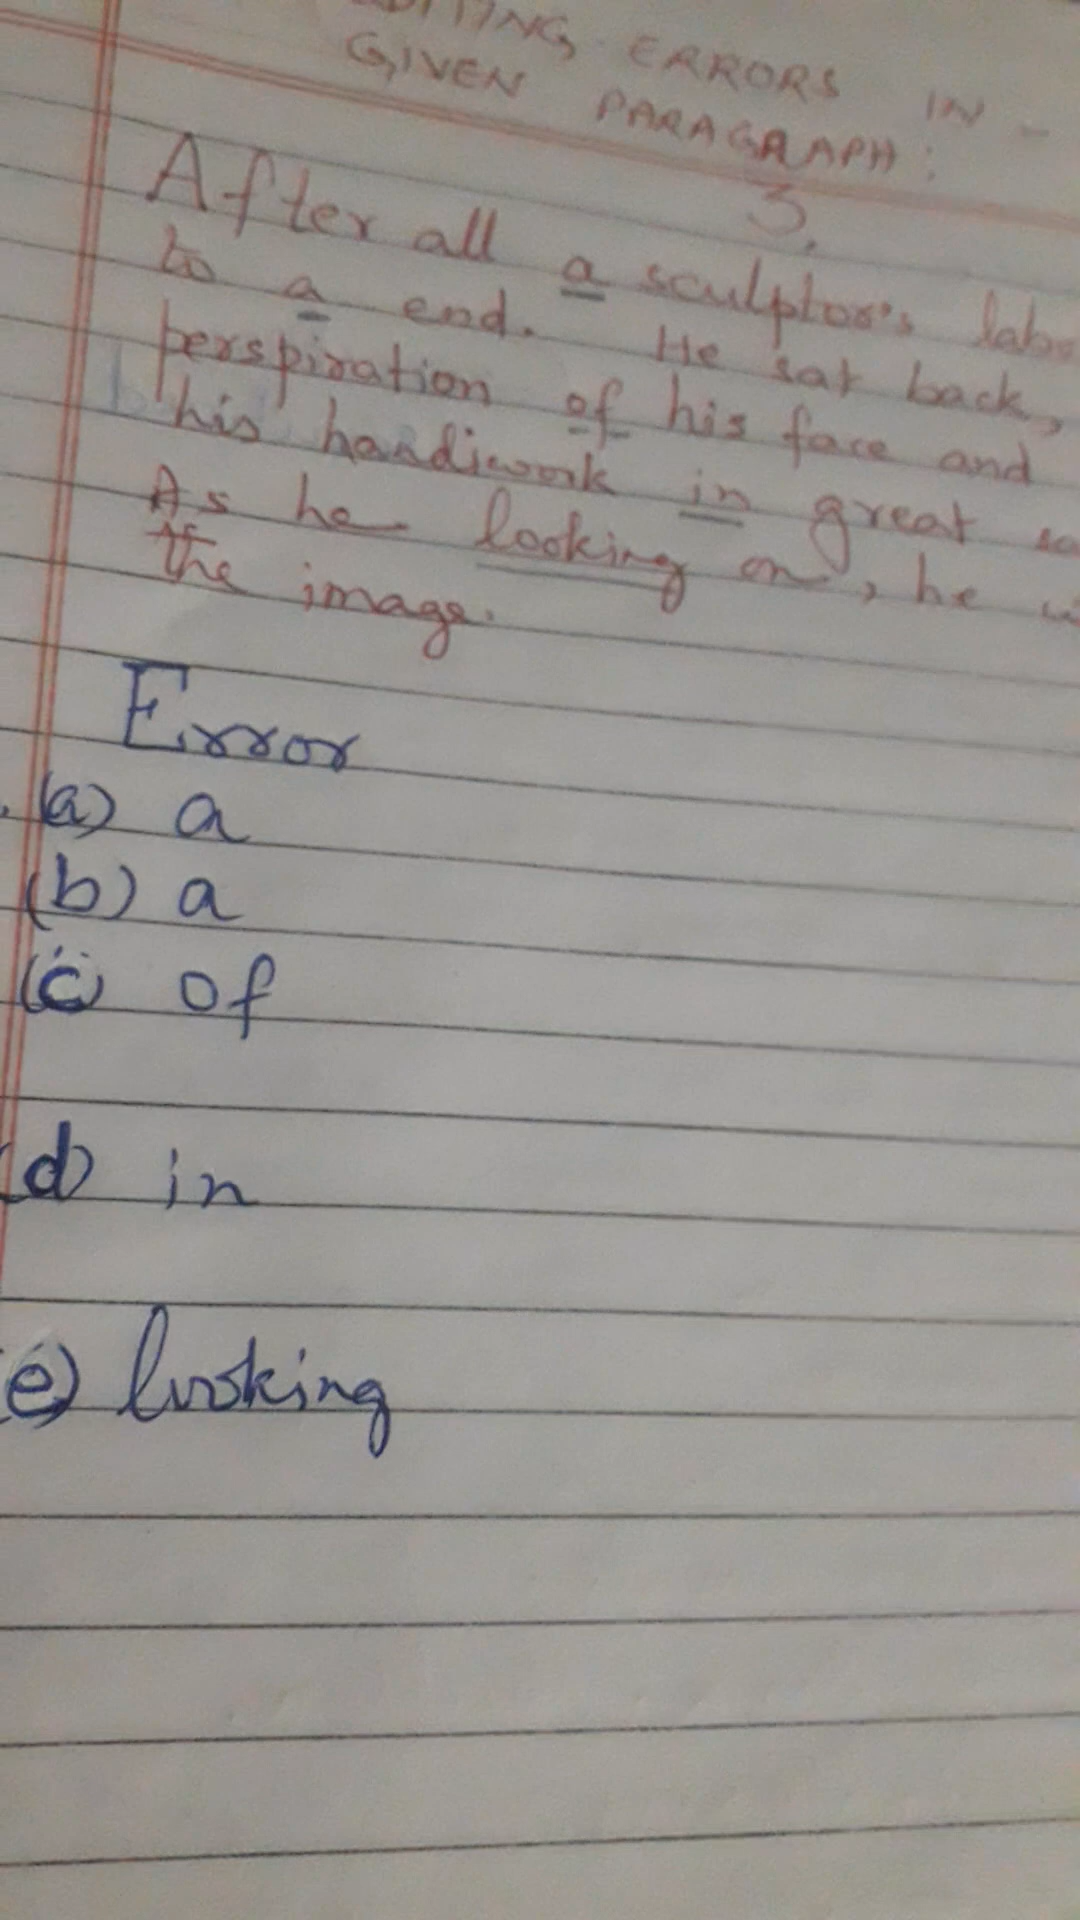 ERRORS IN -
GIVEN PARAGRAPH:
3.
After all a sculptor's
to a end. He sat back,
perspiration of his face and
his handiwork in great
As he looking on, he
the image.
Error
(a) a
(b) a
(c) of
(d) in
(e) looking